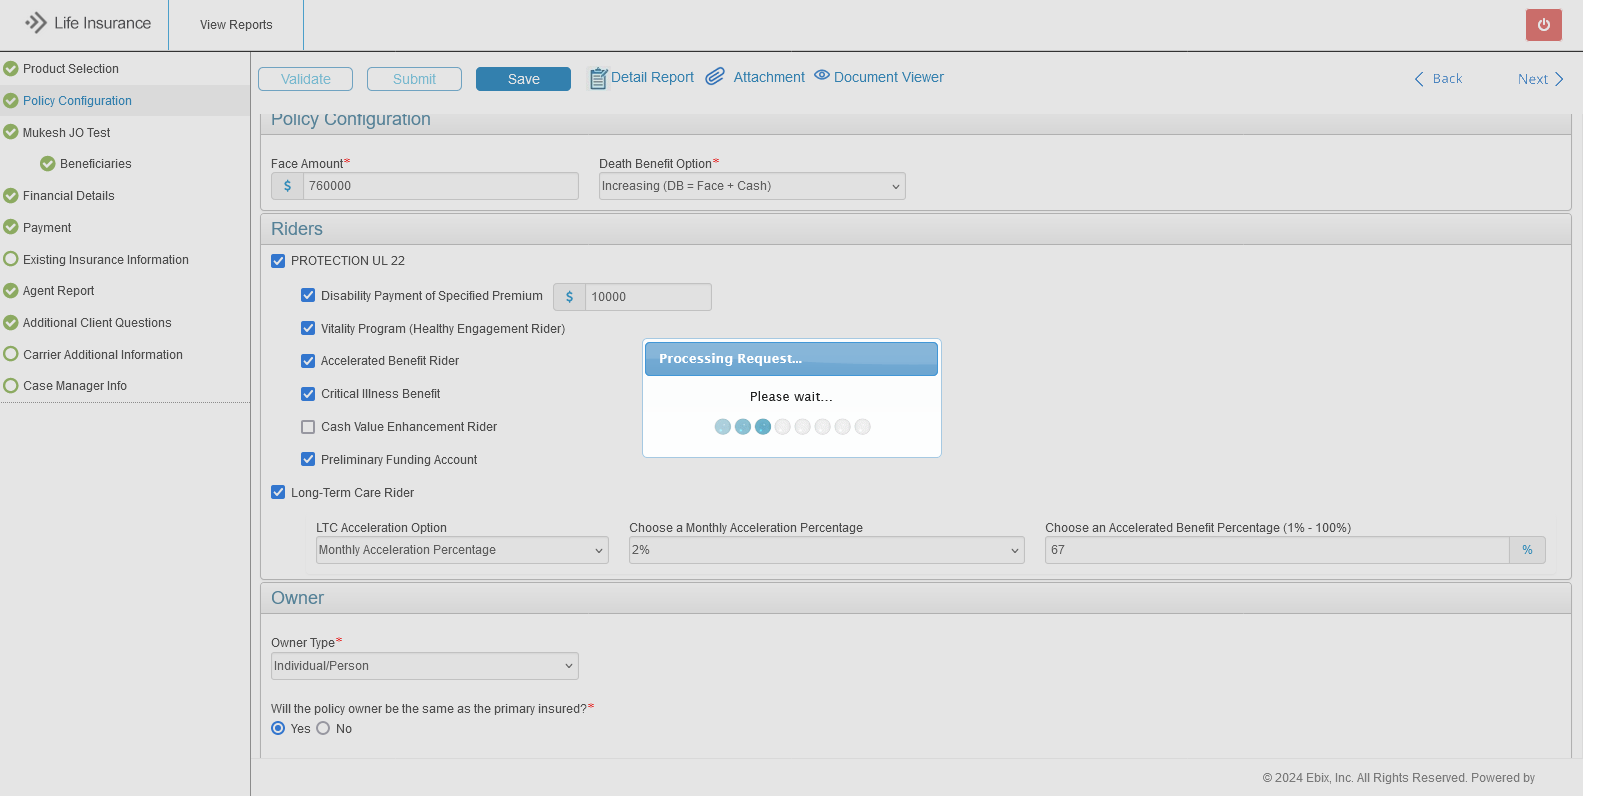 Life Insurance
View Reports
Product Selection
Policy Configuration
Mukesh JO Test
Beneficiaries
Financial Details
Payment
Existing Insurance Information
Agent Report
Additional Client Questions
Carrier Additional Information
Case Manager Info
Validate Submit Save Detail Report Attachment Document Viewer Back Next
Policy Configuration
Face Amount* Death Benefit Option*
$ 760000 Increasing (DB = Face + Cash)
Riders
PROTECTION UL 22
Disability Payment of Specified Premium $ 10000
Vitality Program (Healthy Engagement Rider)
Accelerated Benefit Rider
Critical Illness Benefit
Cash Value Enhancement Rider
Preliminary Funding Account
Long-Term Care Rider
LTC Acceleration Option Choose a Monthly Acceleration Percentage Choose an Accelerated Benefit Percentage (1% - 100%)
Monthly Acceleration Percentage 2% 67 %
Processing Request...
Please wait...
Owner
Owner Type*
Individual/Person
Will the policy owner be the same as the primary insured?*
Yes No
© 2024 Ebix, Inc. All Rights Reserved. Powered by